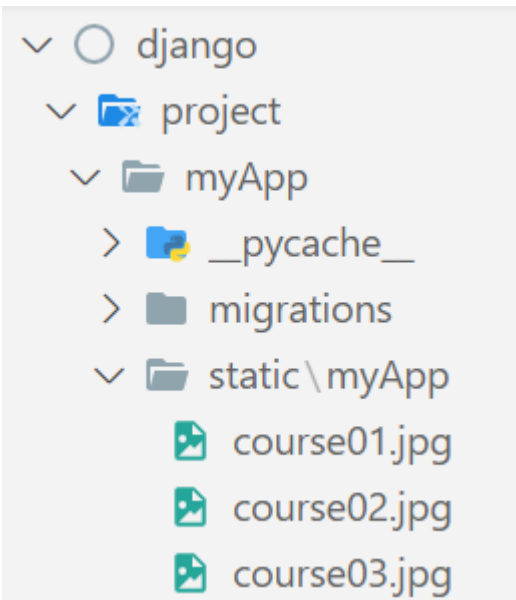 django
project
myApp
__pycache__
migrations
static\myApp
course01.jpg
course02.jpg
course03.jpg